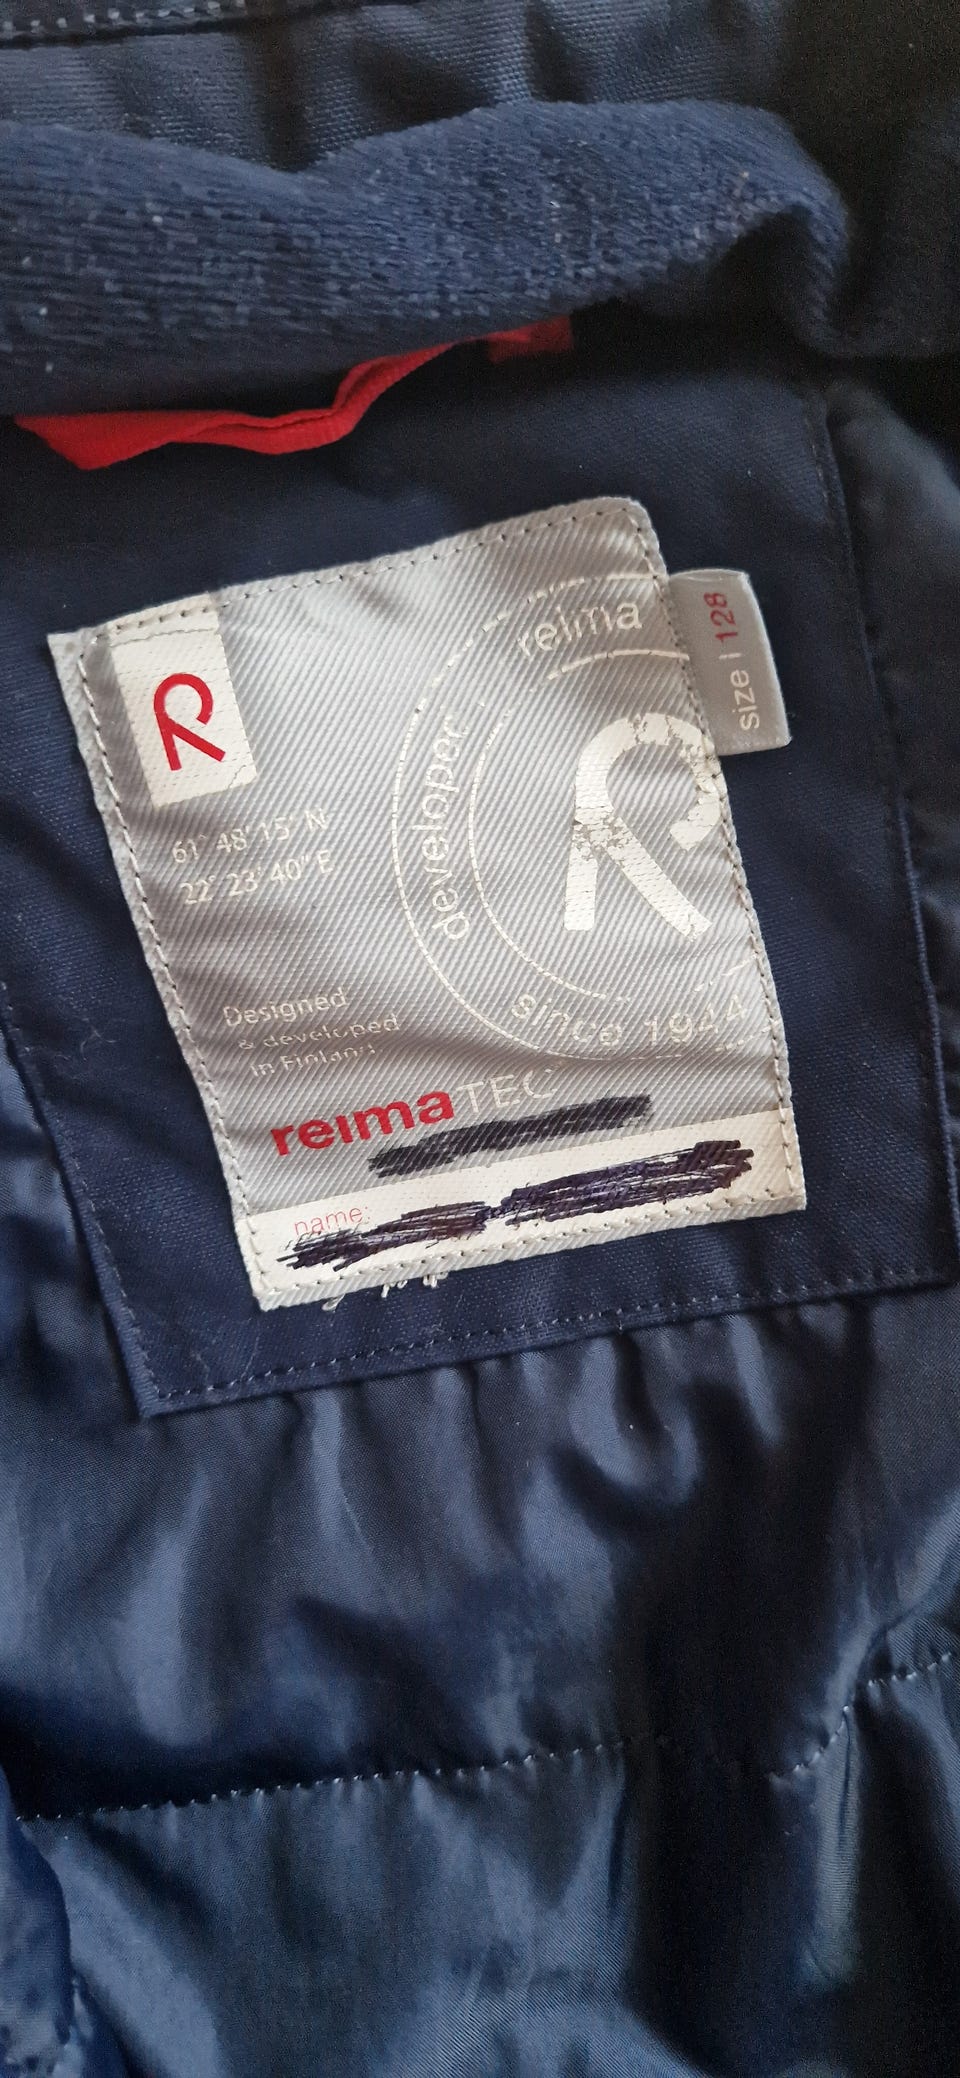 reima
developer
since 1944
size | 128
R
61° 48' 15" N
22° 23' 40" E
Designed
& developed
in Finland
reimaTEC
name: